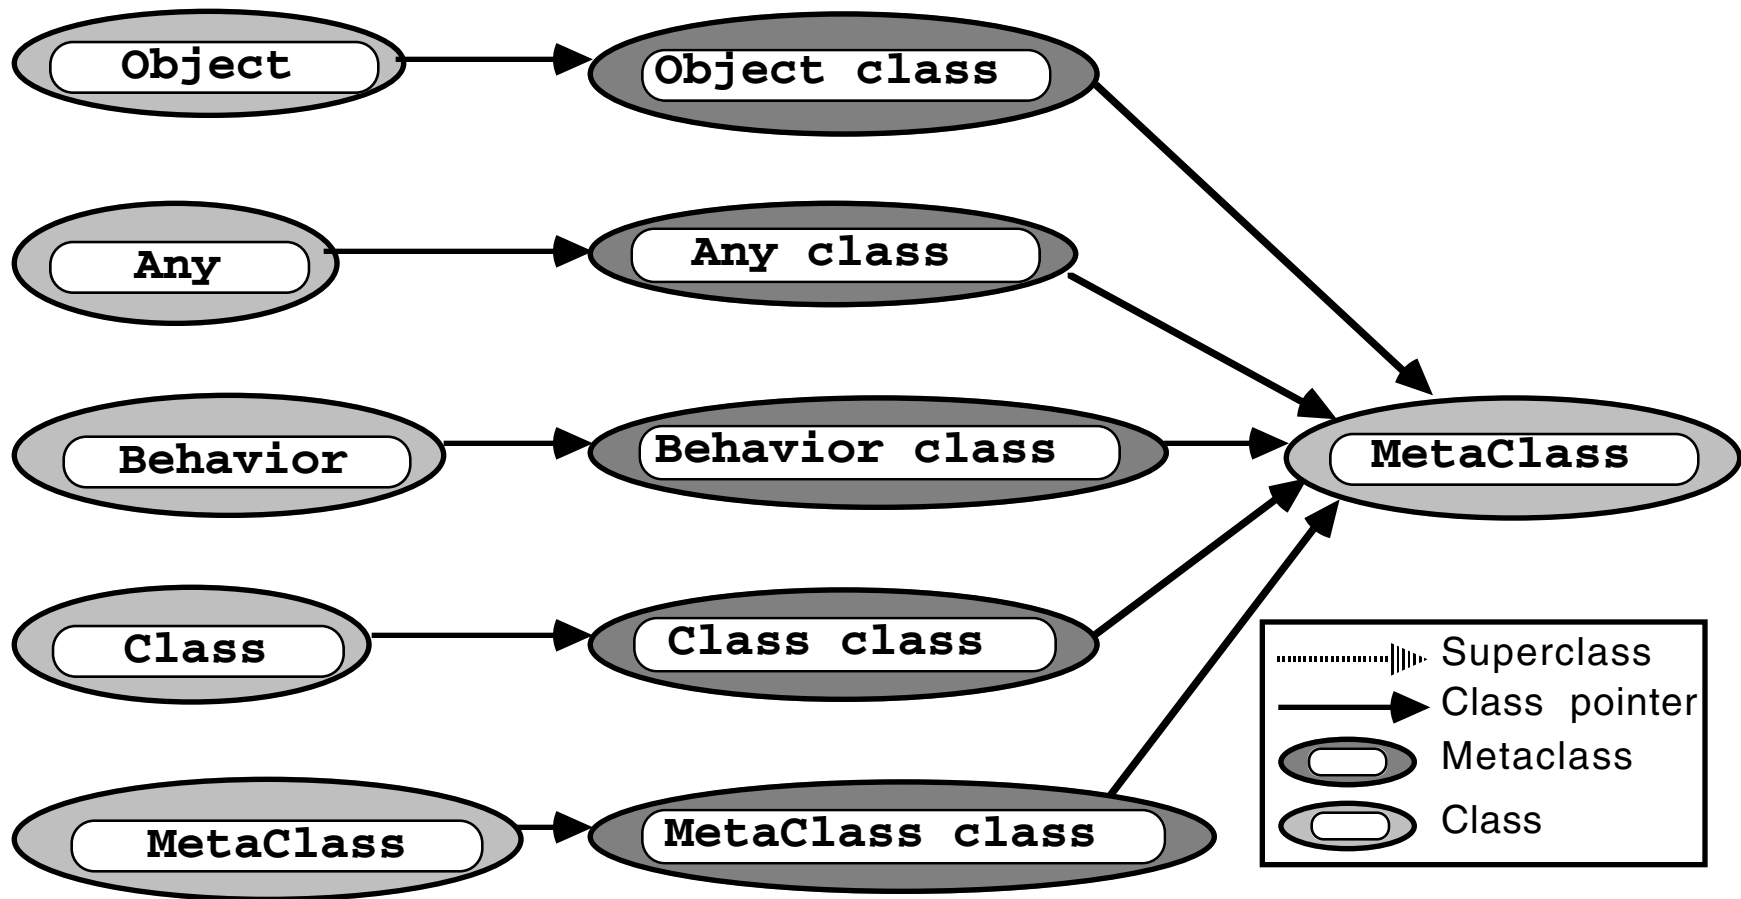 Object
Object class
Any
Any class
Behavior
Behavior class
MetaClass
Class
Class class
MetaClass
MetaClass class
Superclass
Class pointer
Metaclass
Class